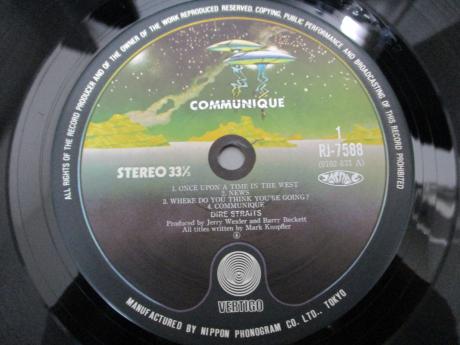 ALL RIGHTS OF THE RECORD PRODUCER AND OF THE OWNER OF THE WORK REPRODUCED RESERVED. COPYING, PUBLIC PERFORMANCE AND BROADCASTING OF THIS RECORD PROHIBITED
COMMUNIQUE
1
RJ-7588
(9102 031 A)
STEREO 33⅓
1. ONCE UPON A TIME IN THE WEST
2. NEWS
3. WHERE DO YOU THINK YOU'RE GOING?
4. COMMUNIQUE
DIRE STRAITS
Produced by Jerry Wexler and Barry Beckett
All titles written by Mark Knopfler
VERTIGO
MANUFACTURED BY NIPPON PHONOGRAM CO. LTD., TOKYO